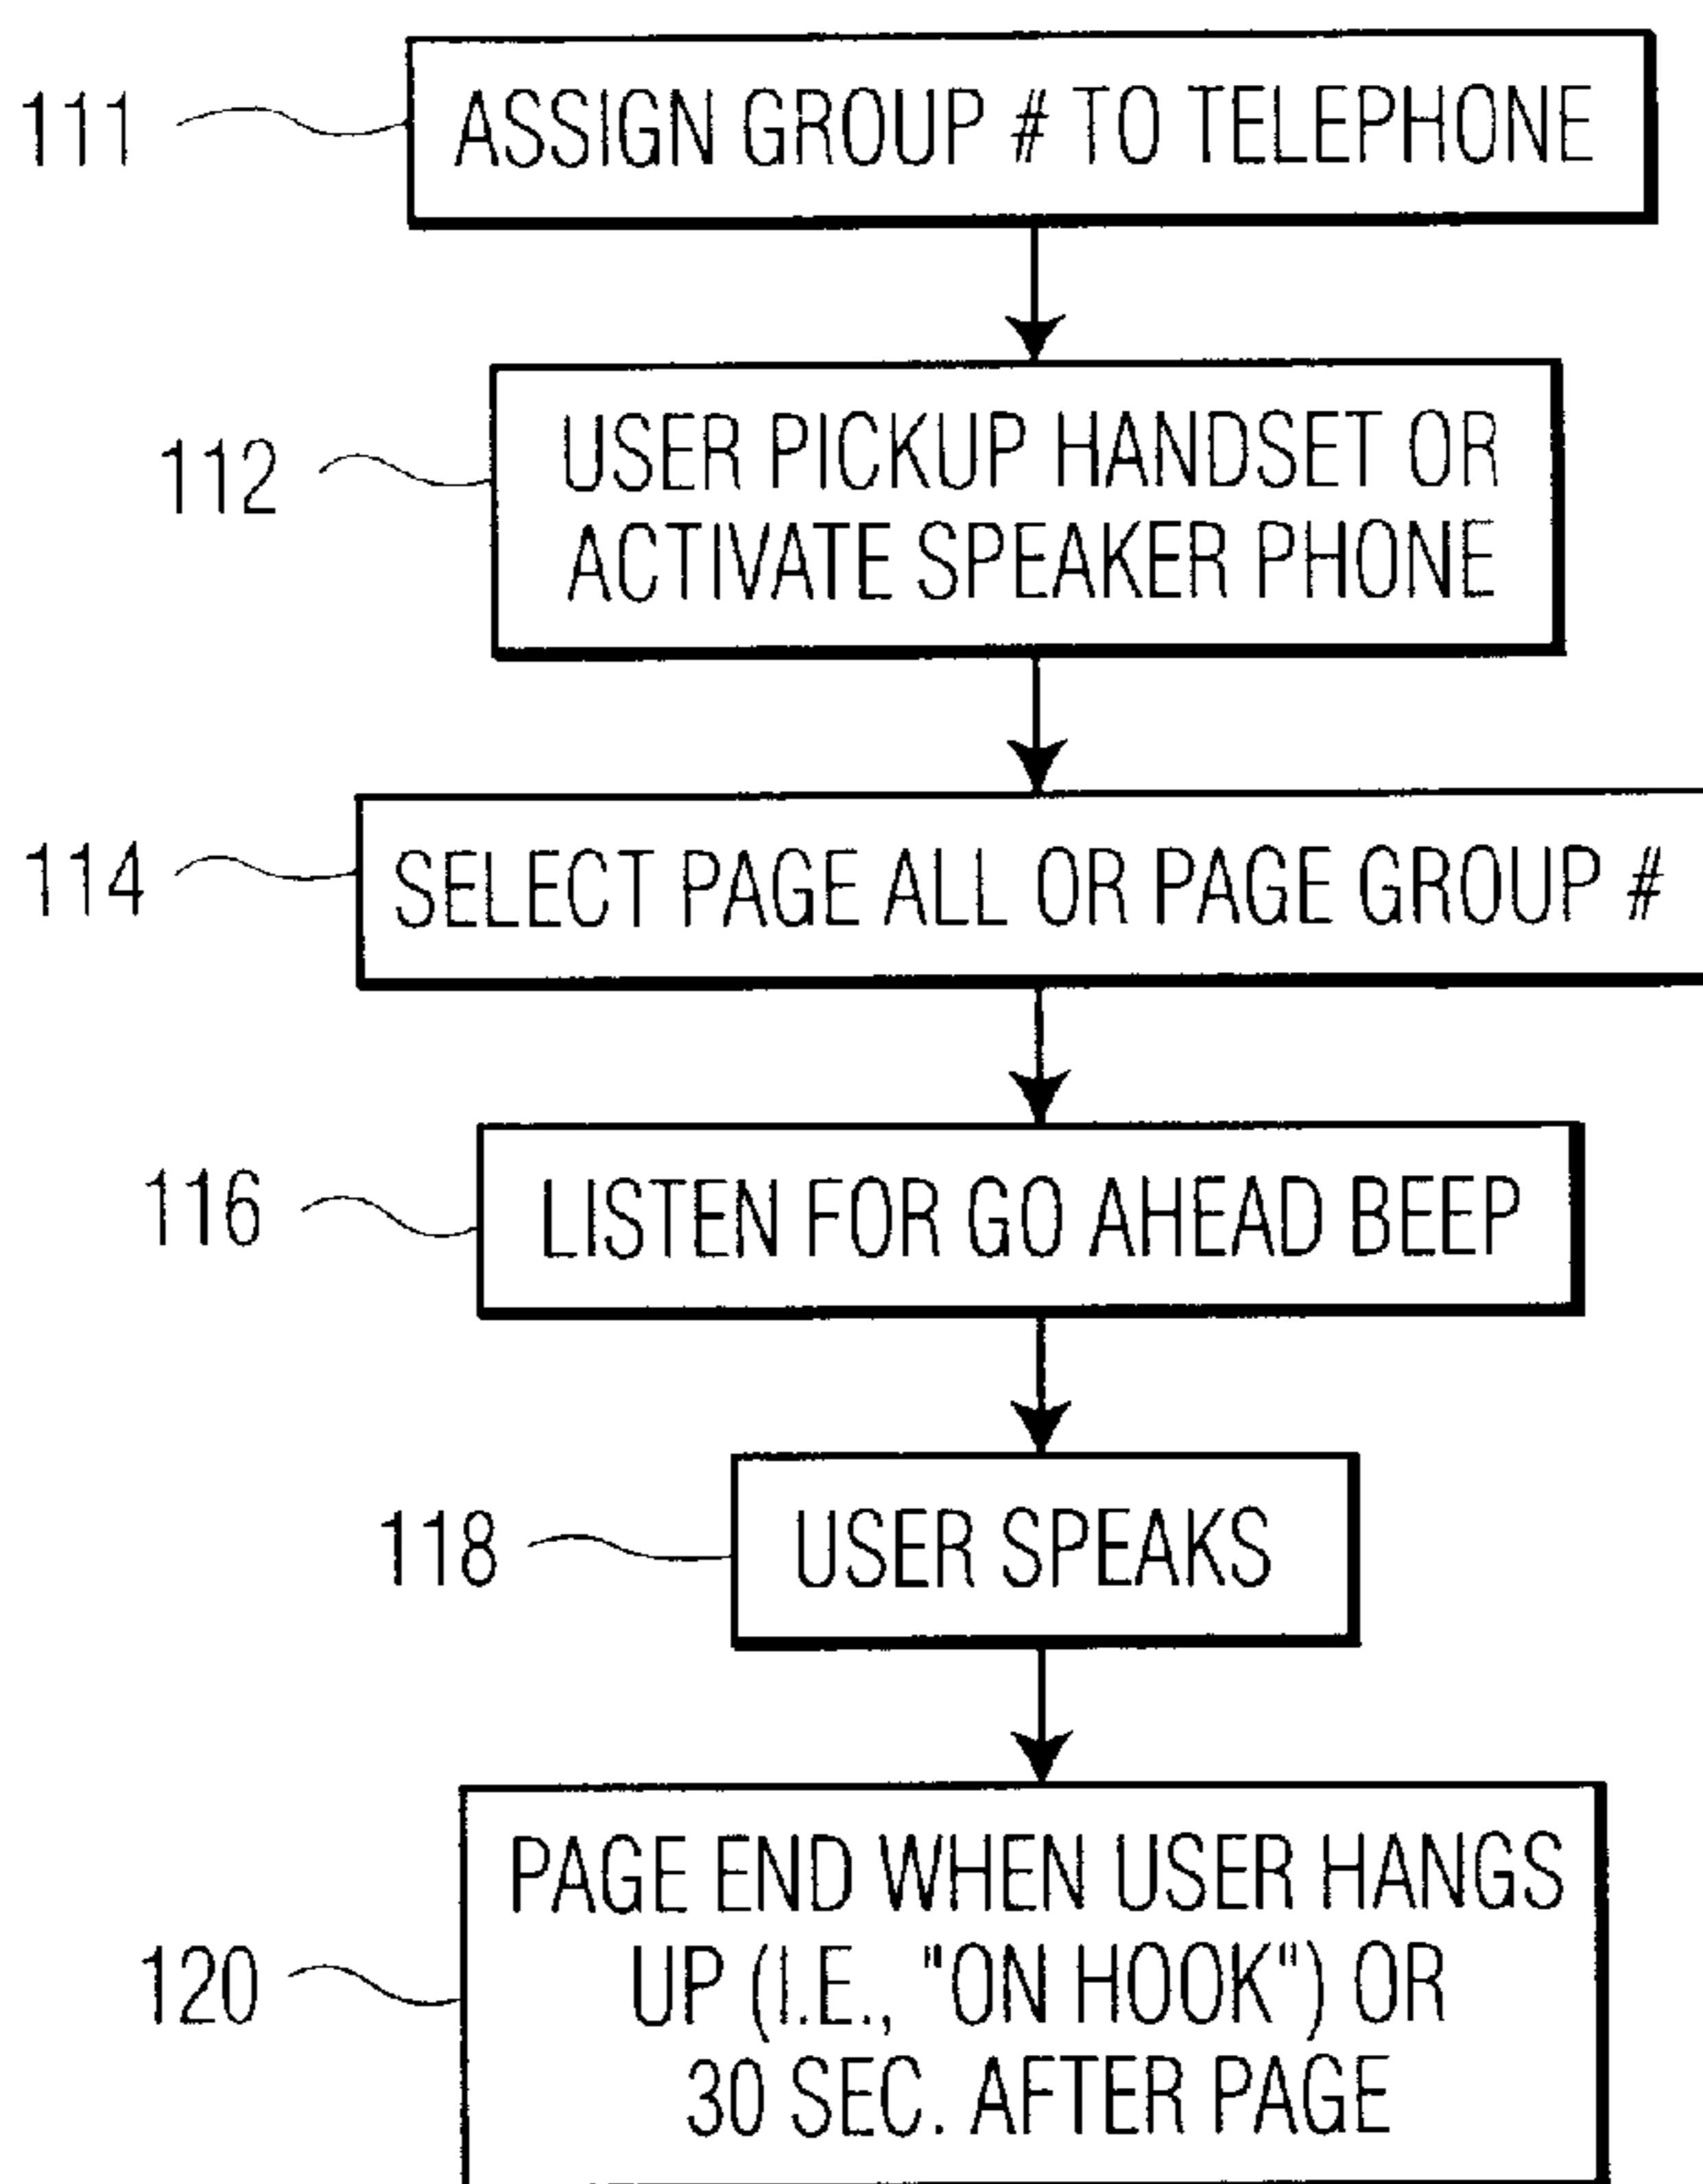 111
ASSIGN GROUP # TO TELEPHONE
112
USER PICKUP HANDSET OR
ACTIVATE SPEAKER PHONE
114
SELECT PAGE ALL OR PAGE GROUP #
116
LISTEN FOR GO AHEAD BEEP
118
USER SPEAKS
120
PAGE END WHEN USER HANGS
UP (I.E., "ON HOOK") OR
30 SEC. AFTER PAGE